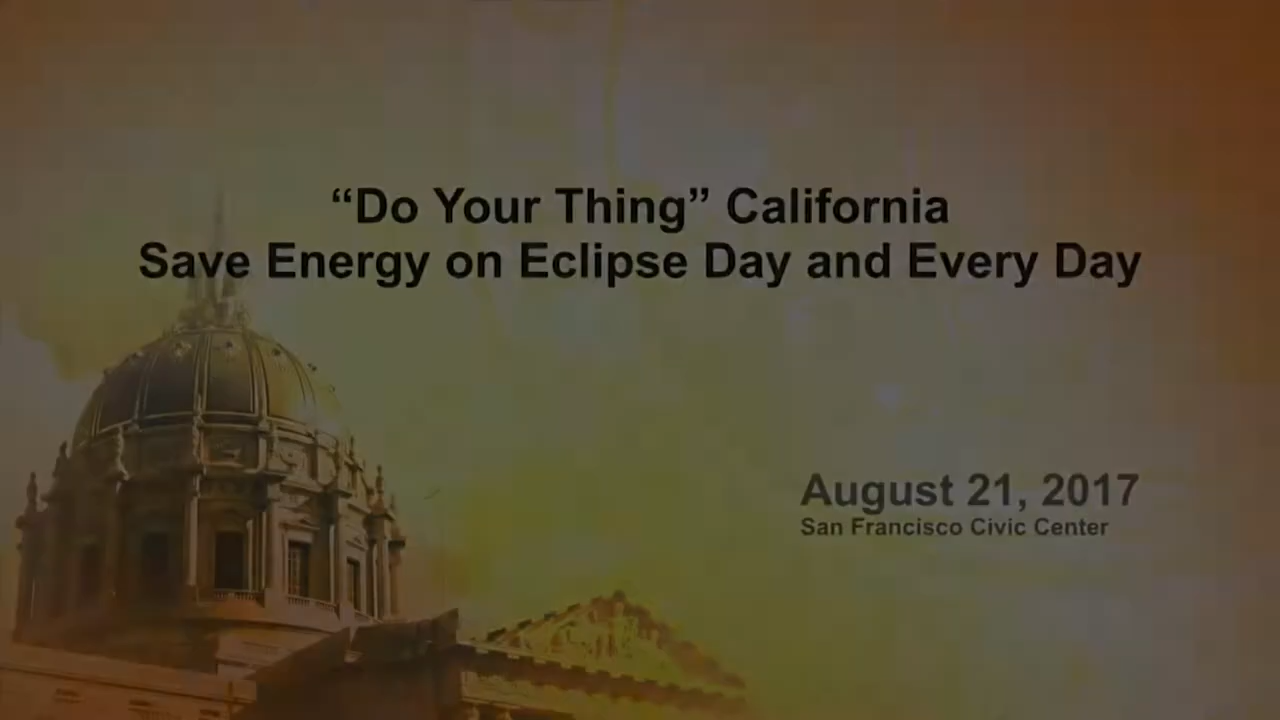 “Do Your Thing” California
Save Energy on Eclipse Day and Every Day
August 21, 2017
San Francisco Civic Center